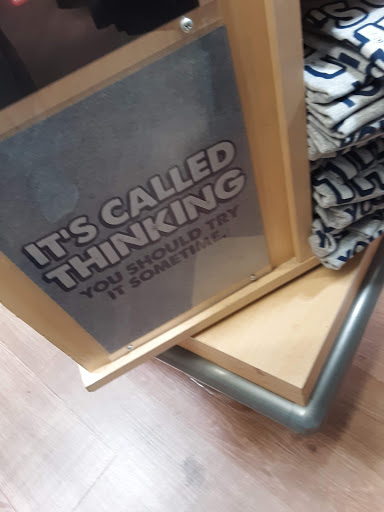 IT'S CALLED
THINKING
YOU SHOULD TRY
IT SOMETIME.